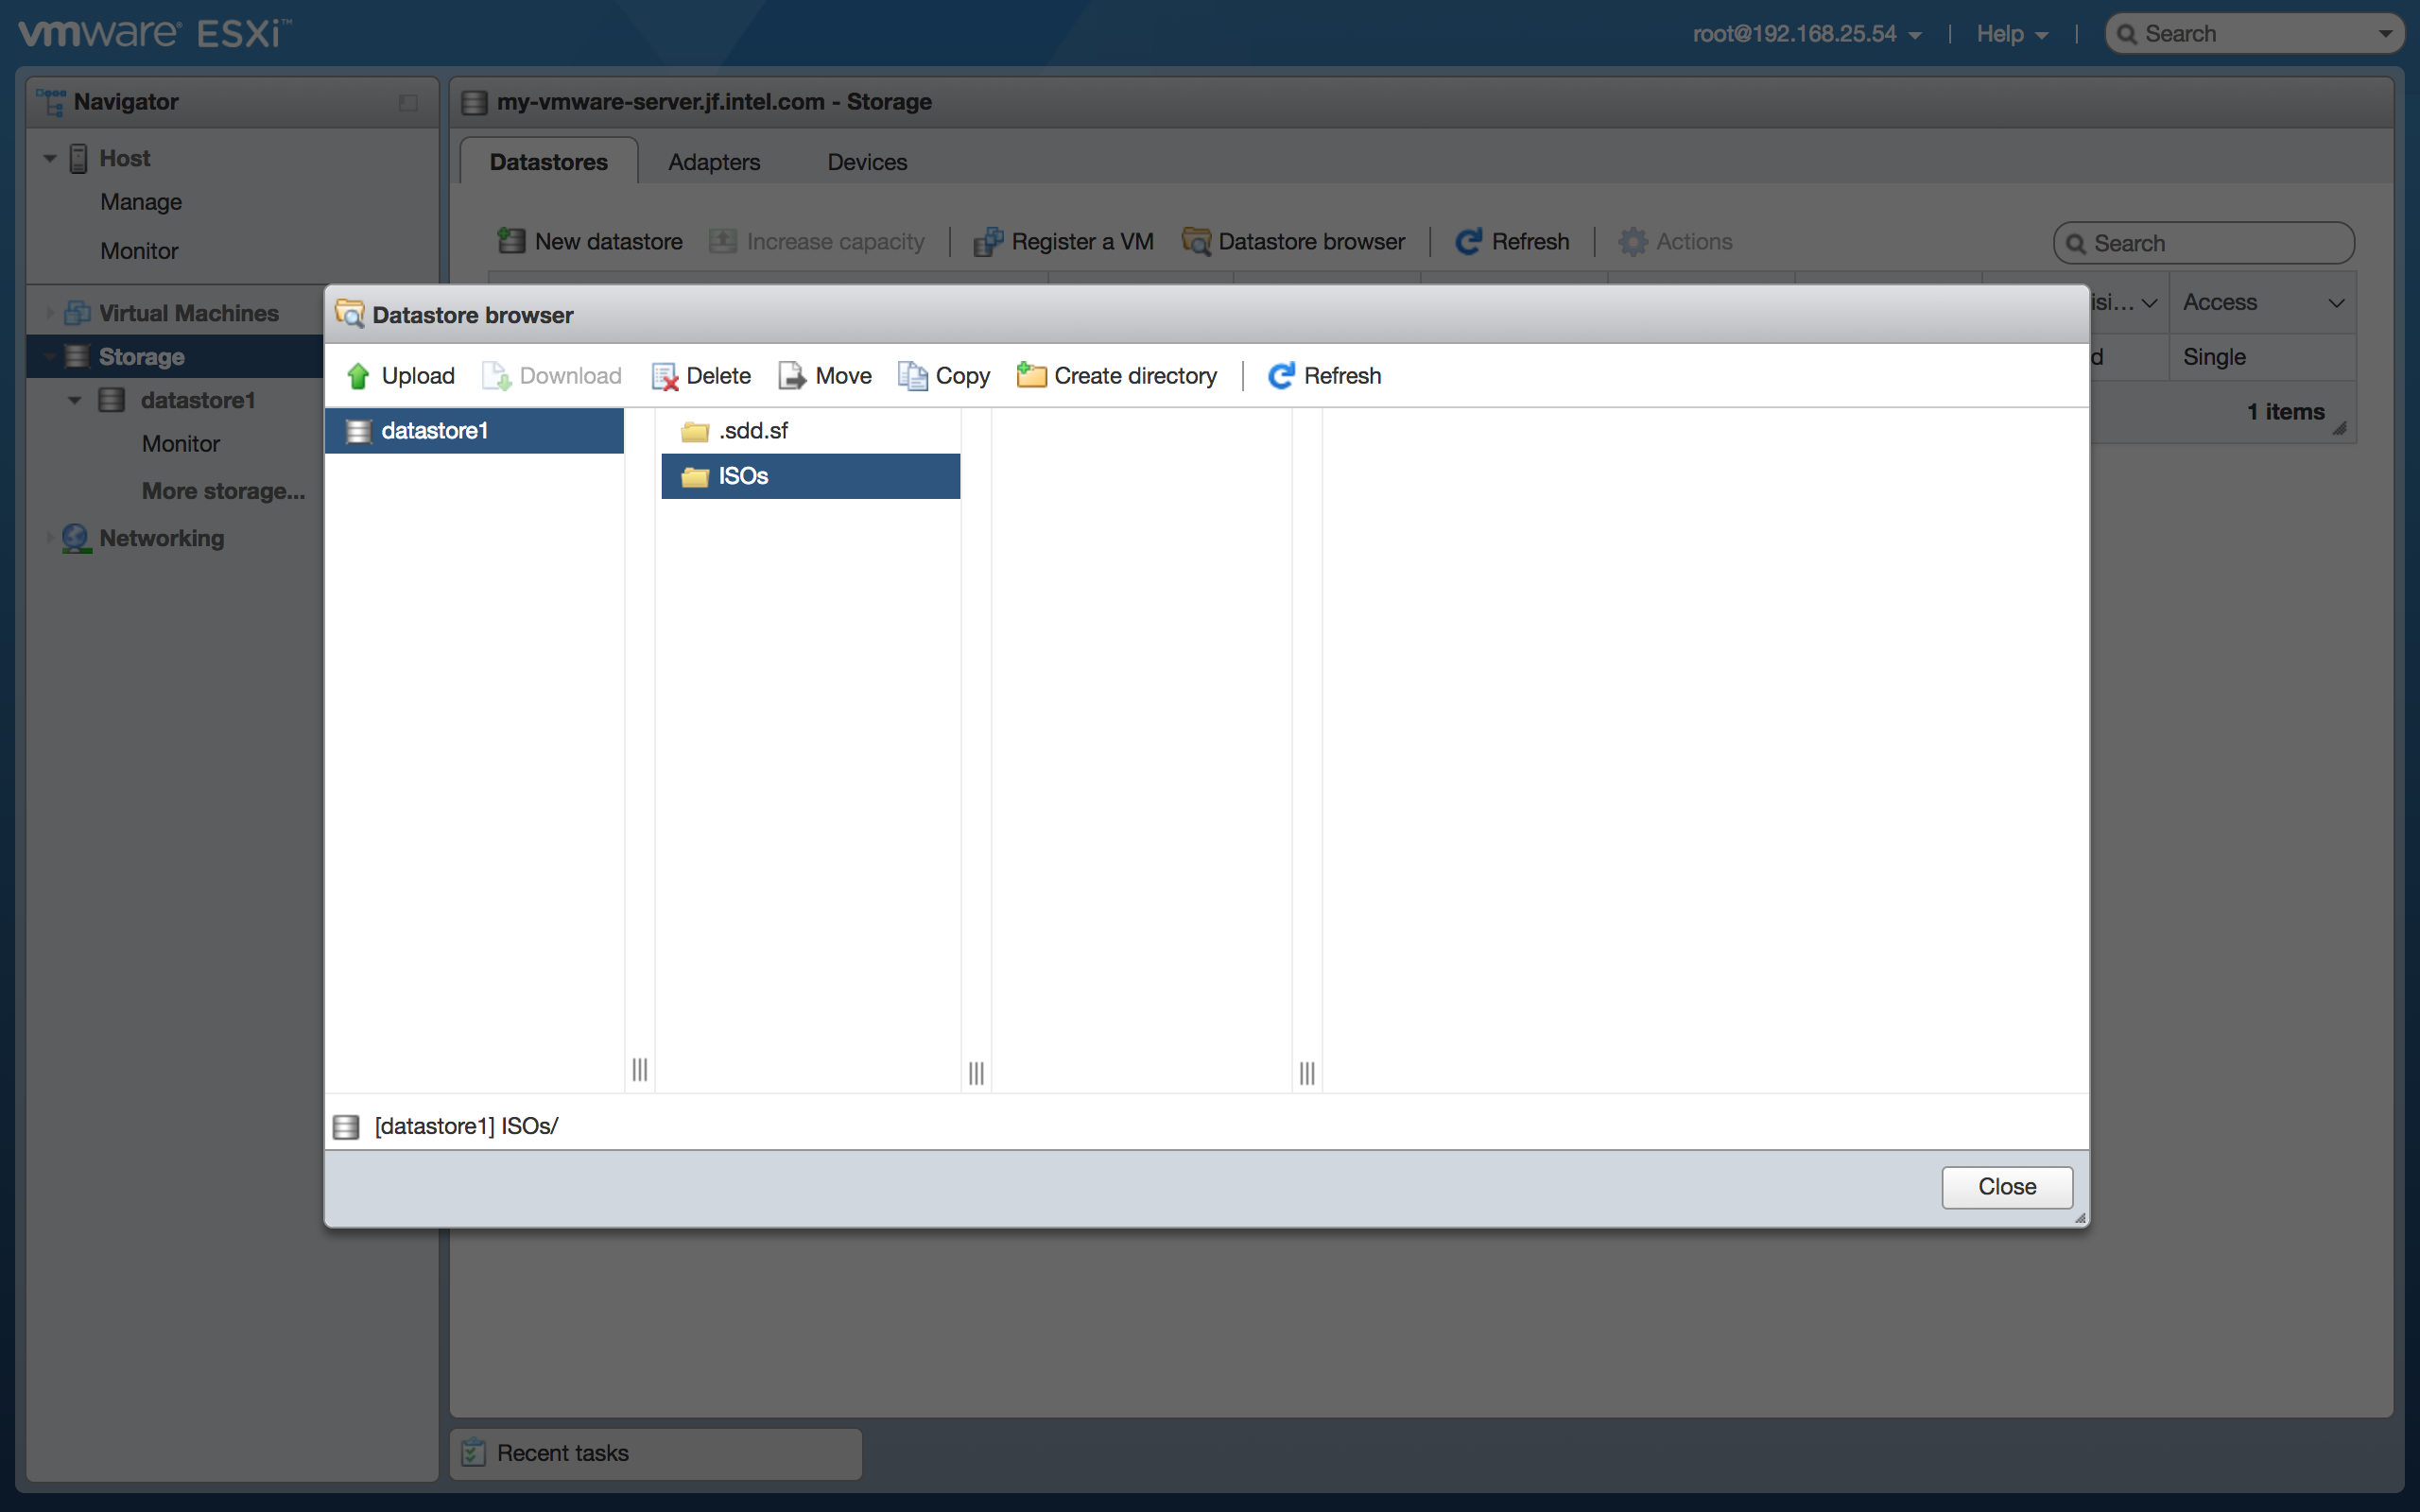 vmware® ESXi™
root@192.168.25.54 | Help | Search
Navigator
Host
Manage
Monitor
Virtual Machines
Storage
datastore1
Monitor
More storage...
Networking
my-vmware-server.jf.intel.com - Storage
Datastores Adapters Devices
New datastore Increase capacity | Register a VM Datastore browser | Refresh | Actions
Search
Access
Single
1 items
Datastore browser
Upload Download Delete Move Copy Create directory | Refresh
datastore1
.sdd.sf
ISOs
[datastore1] ISOs/
Close
Recent tasks